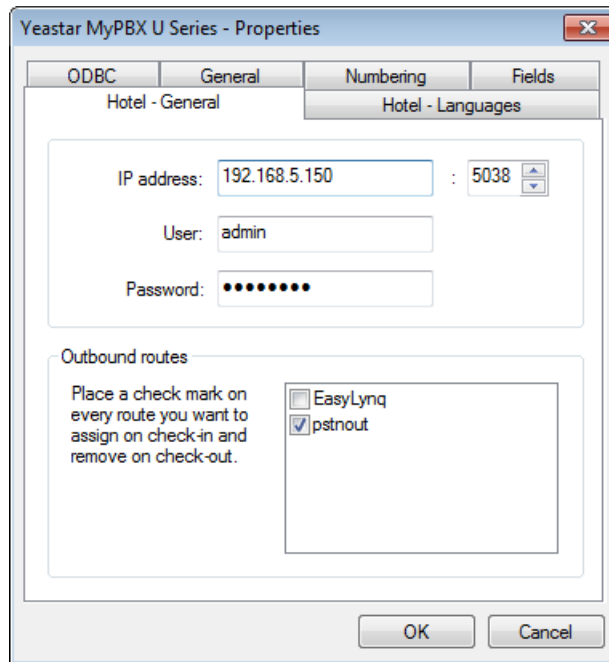 Yeastar MyPBX U Series - Properties
ODBC General Numbering Fields
Hotel - General Hotel - Languages
IP address: 192.168.5.150 : 5038
User: admin
Password: ●●●●●●●●
Outbound routes
Place a check mark on
every route you want to
assign on check-in and
remove on check-out.
EasyLynq
pstnout
OK Cancel